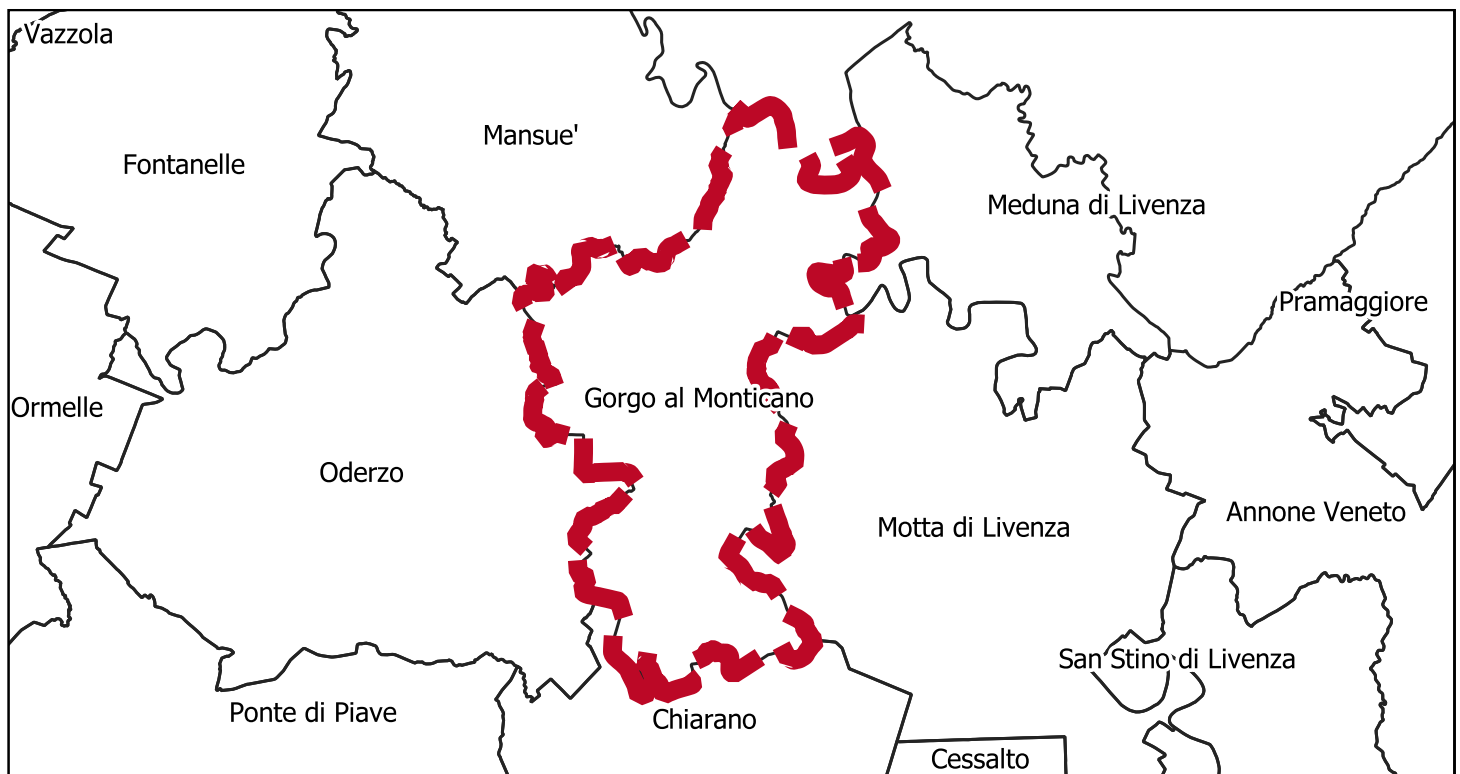 Vazzola
Mansue'
Fontanelle
Meduna di Livenza
Pramaggiore
Gorgo al Monticano
Ormelle
Oderzo
Annone Veneto
Motta di Livenza
San Stino di Livenza
Ponte di Piave
Chiarano
Cessalto